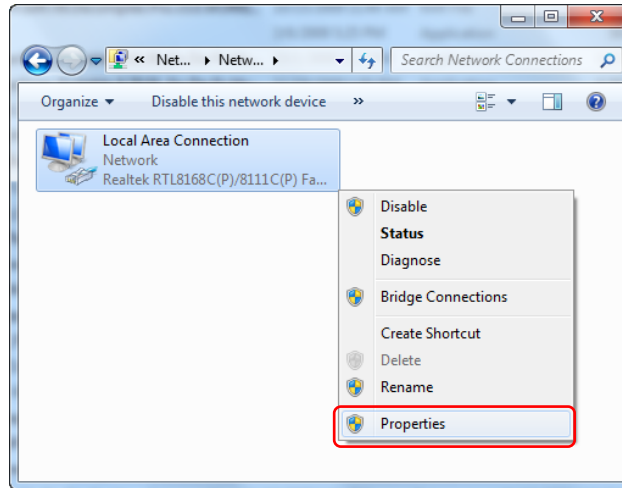 « Net... ▸ Netw... ▸
Search Network Connections
Organize ▼ Disable this network device »
Local Area Connection
Network
Realtek RTL8168C(P)/8111C(P) Fa...
Disable
Status
Diagnose
Bridge Connections
Create Shortcut
Delete
Rename
Properties